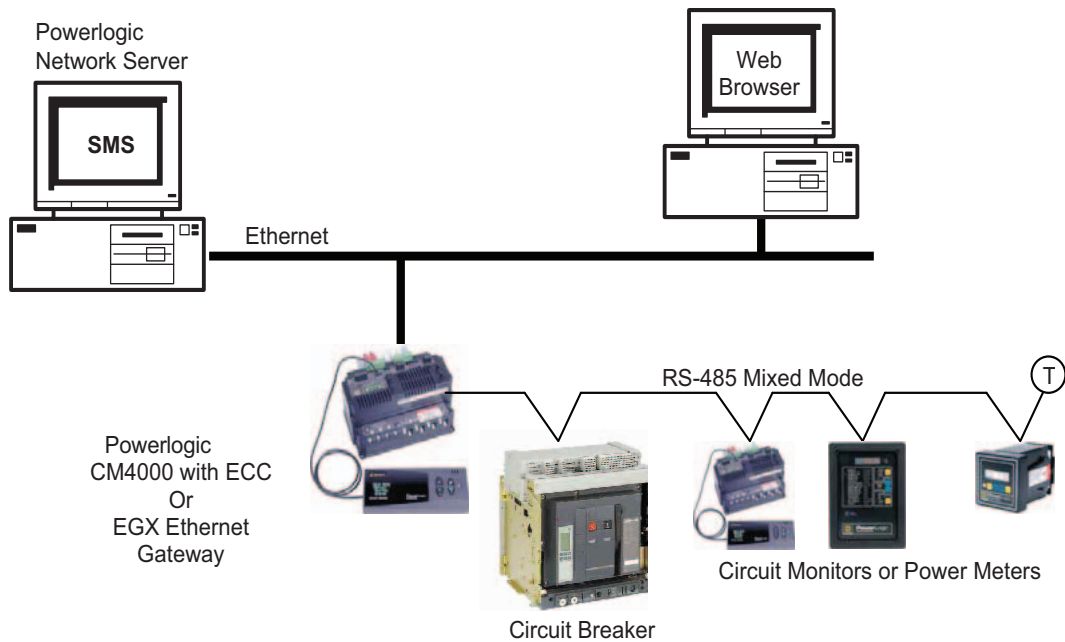 Powerlogic
Network Server
SMS
Web
Browser
Ethernet
RS-485 Mixed Mode
T
Powerlogic
CM4000 with ECC
Or
EGX Ethernet
Gateway
Circuit Monitors or Power Meters
Circuit Breaker